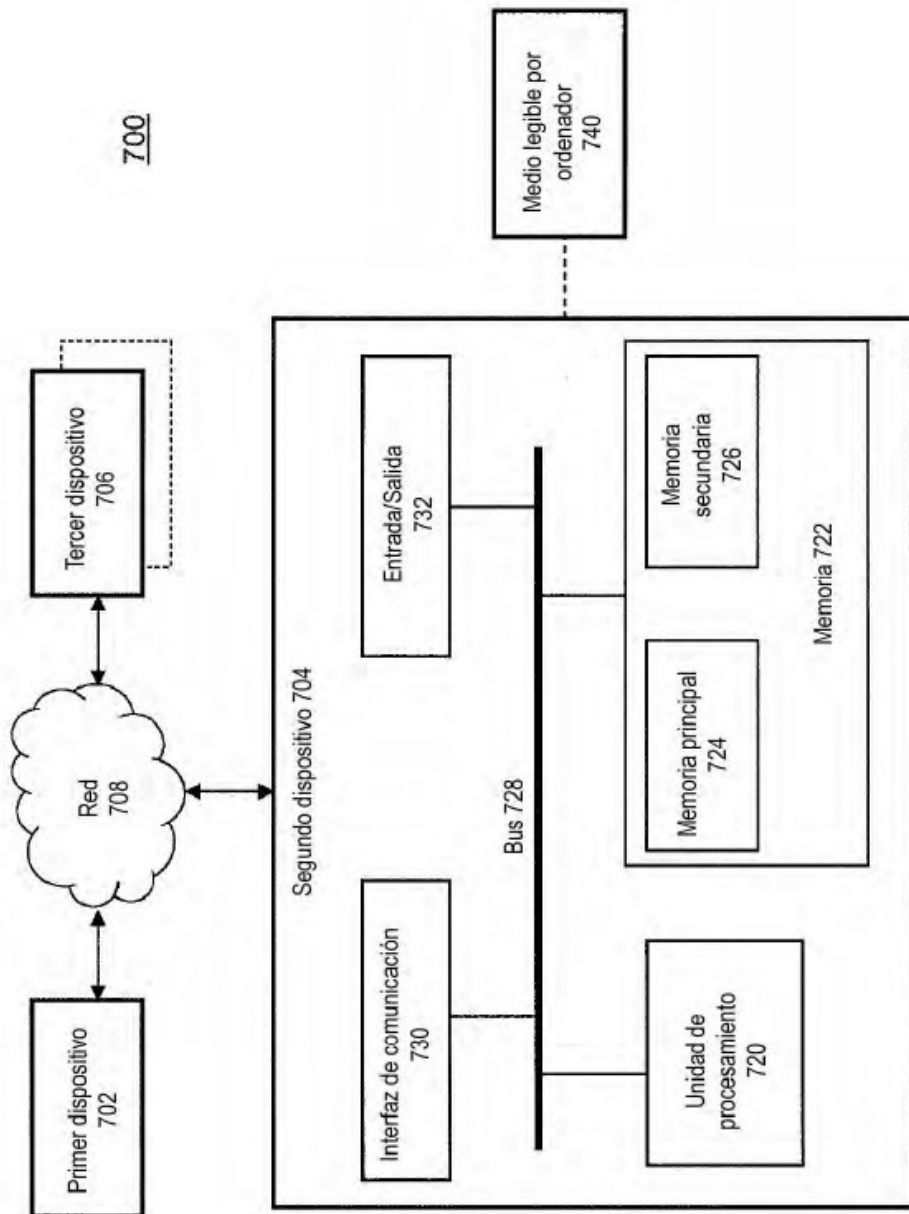 700
Primer dispositivo
702
Red
708
Tercer dispositivo
706
Segundo dispositivo 704
Interfaz de comunicación
730
Entrada/Salida
732
Bus 728
Unidad de
procesamiento
720
Memoria principal
724
Memoria
secundaria
726
Memoria 722
Medio legible por
ordenador
740